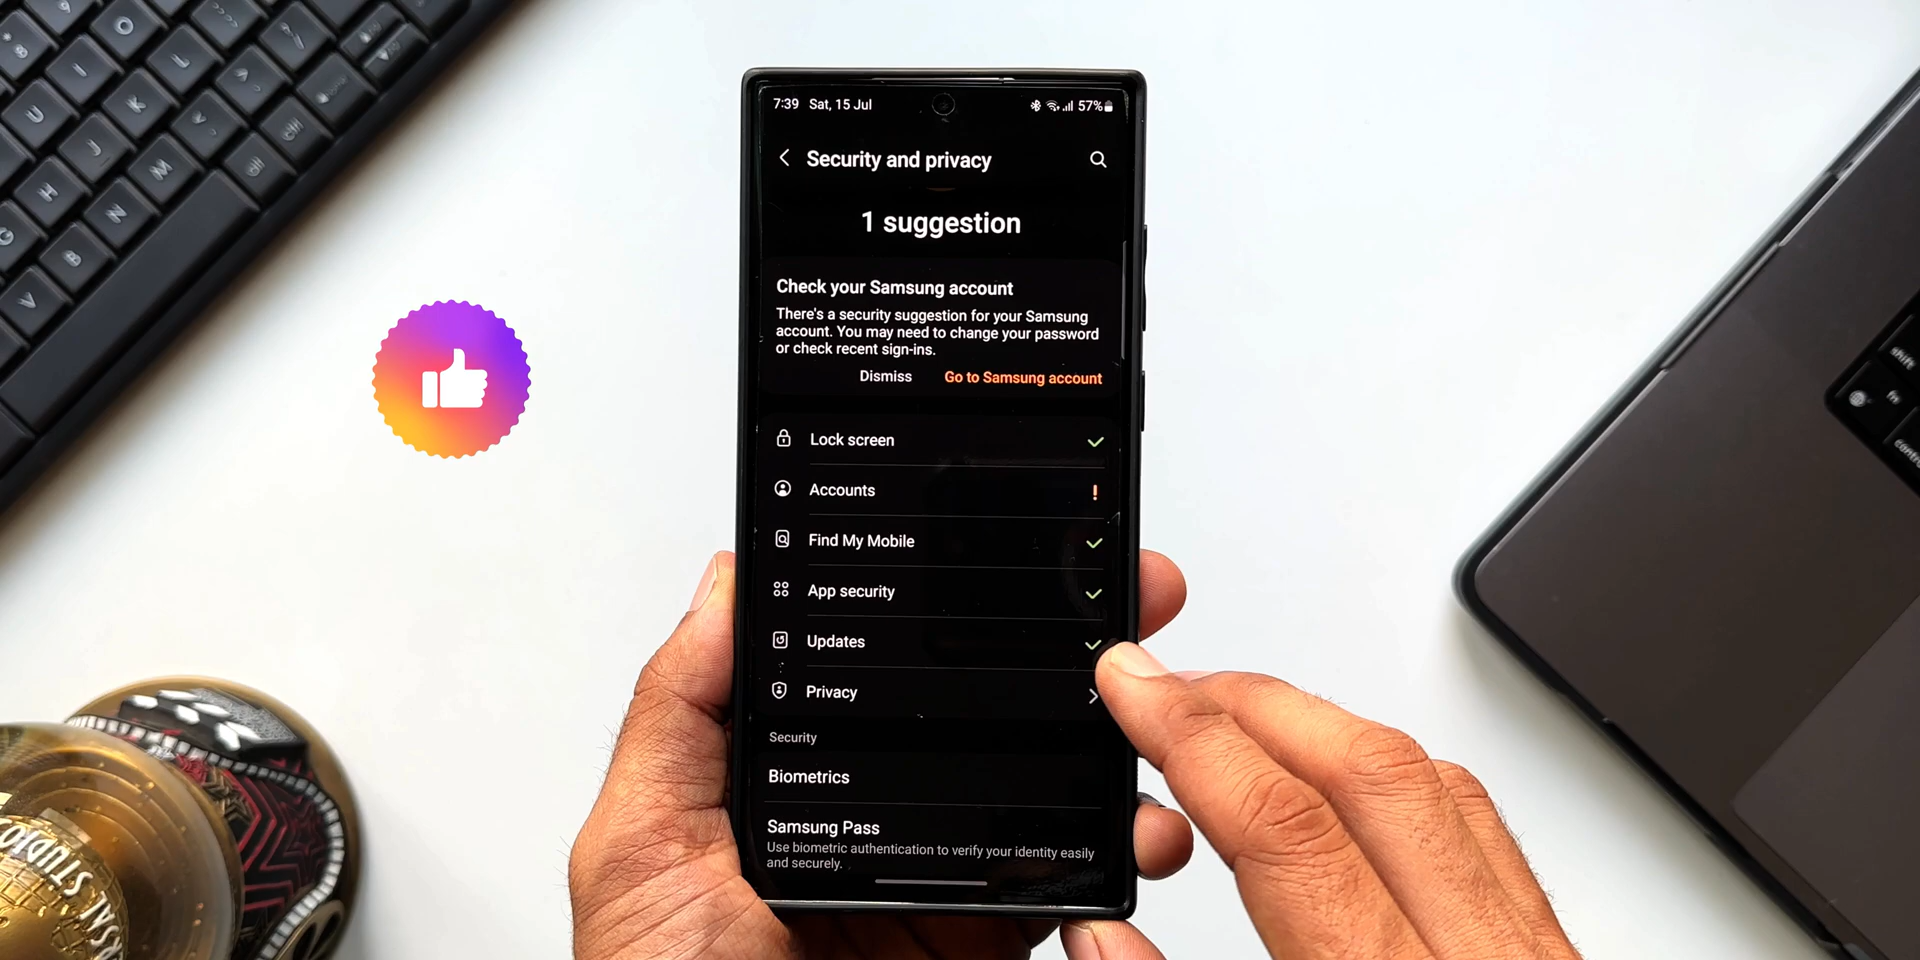 7:39 Sat, 15 Jul 57%
Security and privacy
1 suggestion
Check your Samsung account
There's a security suggestion for your Samsung
account. You may need to change your password
or check recent sign-ins.
Dismiss Go to Samsung account
Lock screen
Accounts
Find My Mobile
App security
Updates
Privacy
Security
Biometrics
Samsung Pass
Use biometric authentication to verify your identity easily
and securely.
O
I
L
U
K
J
M
H
N
G
B
V
shift
fn